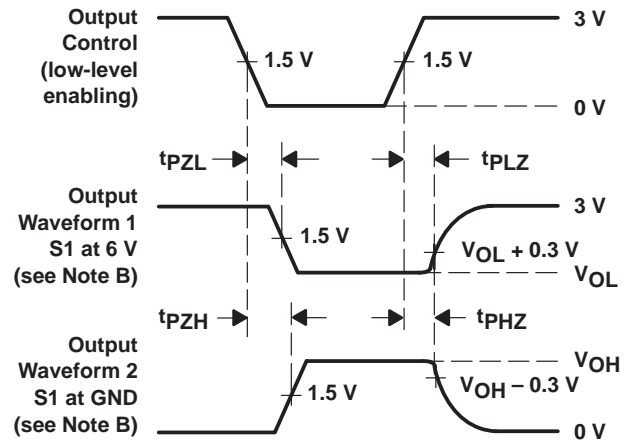 Output
Control
(low-level
enabling)
1.5 V
1.5 V
3 V
0 V
tPZL
tPLZ
Output
Waveform 1
S1 at 6 V
(see Note B)
1.5 V
3 V
VOL + 0.3 V
VOL
tPZH
tPHZ
Output
Waveform 2
S1 at GND
(see Note B)
1.5 V
VOH
VOH − 0.3 V
0 V